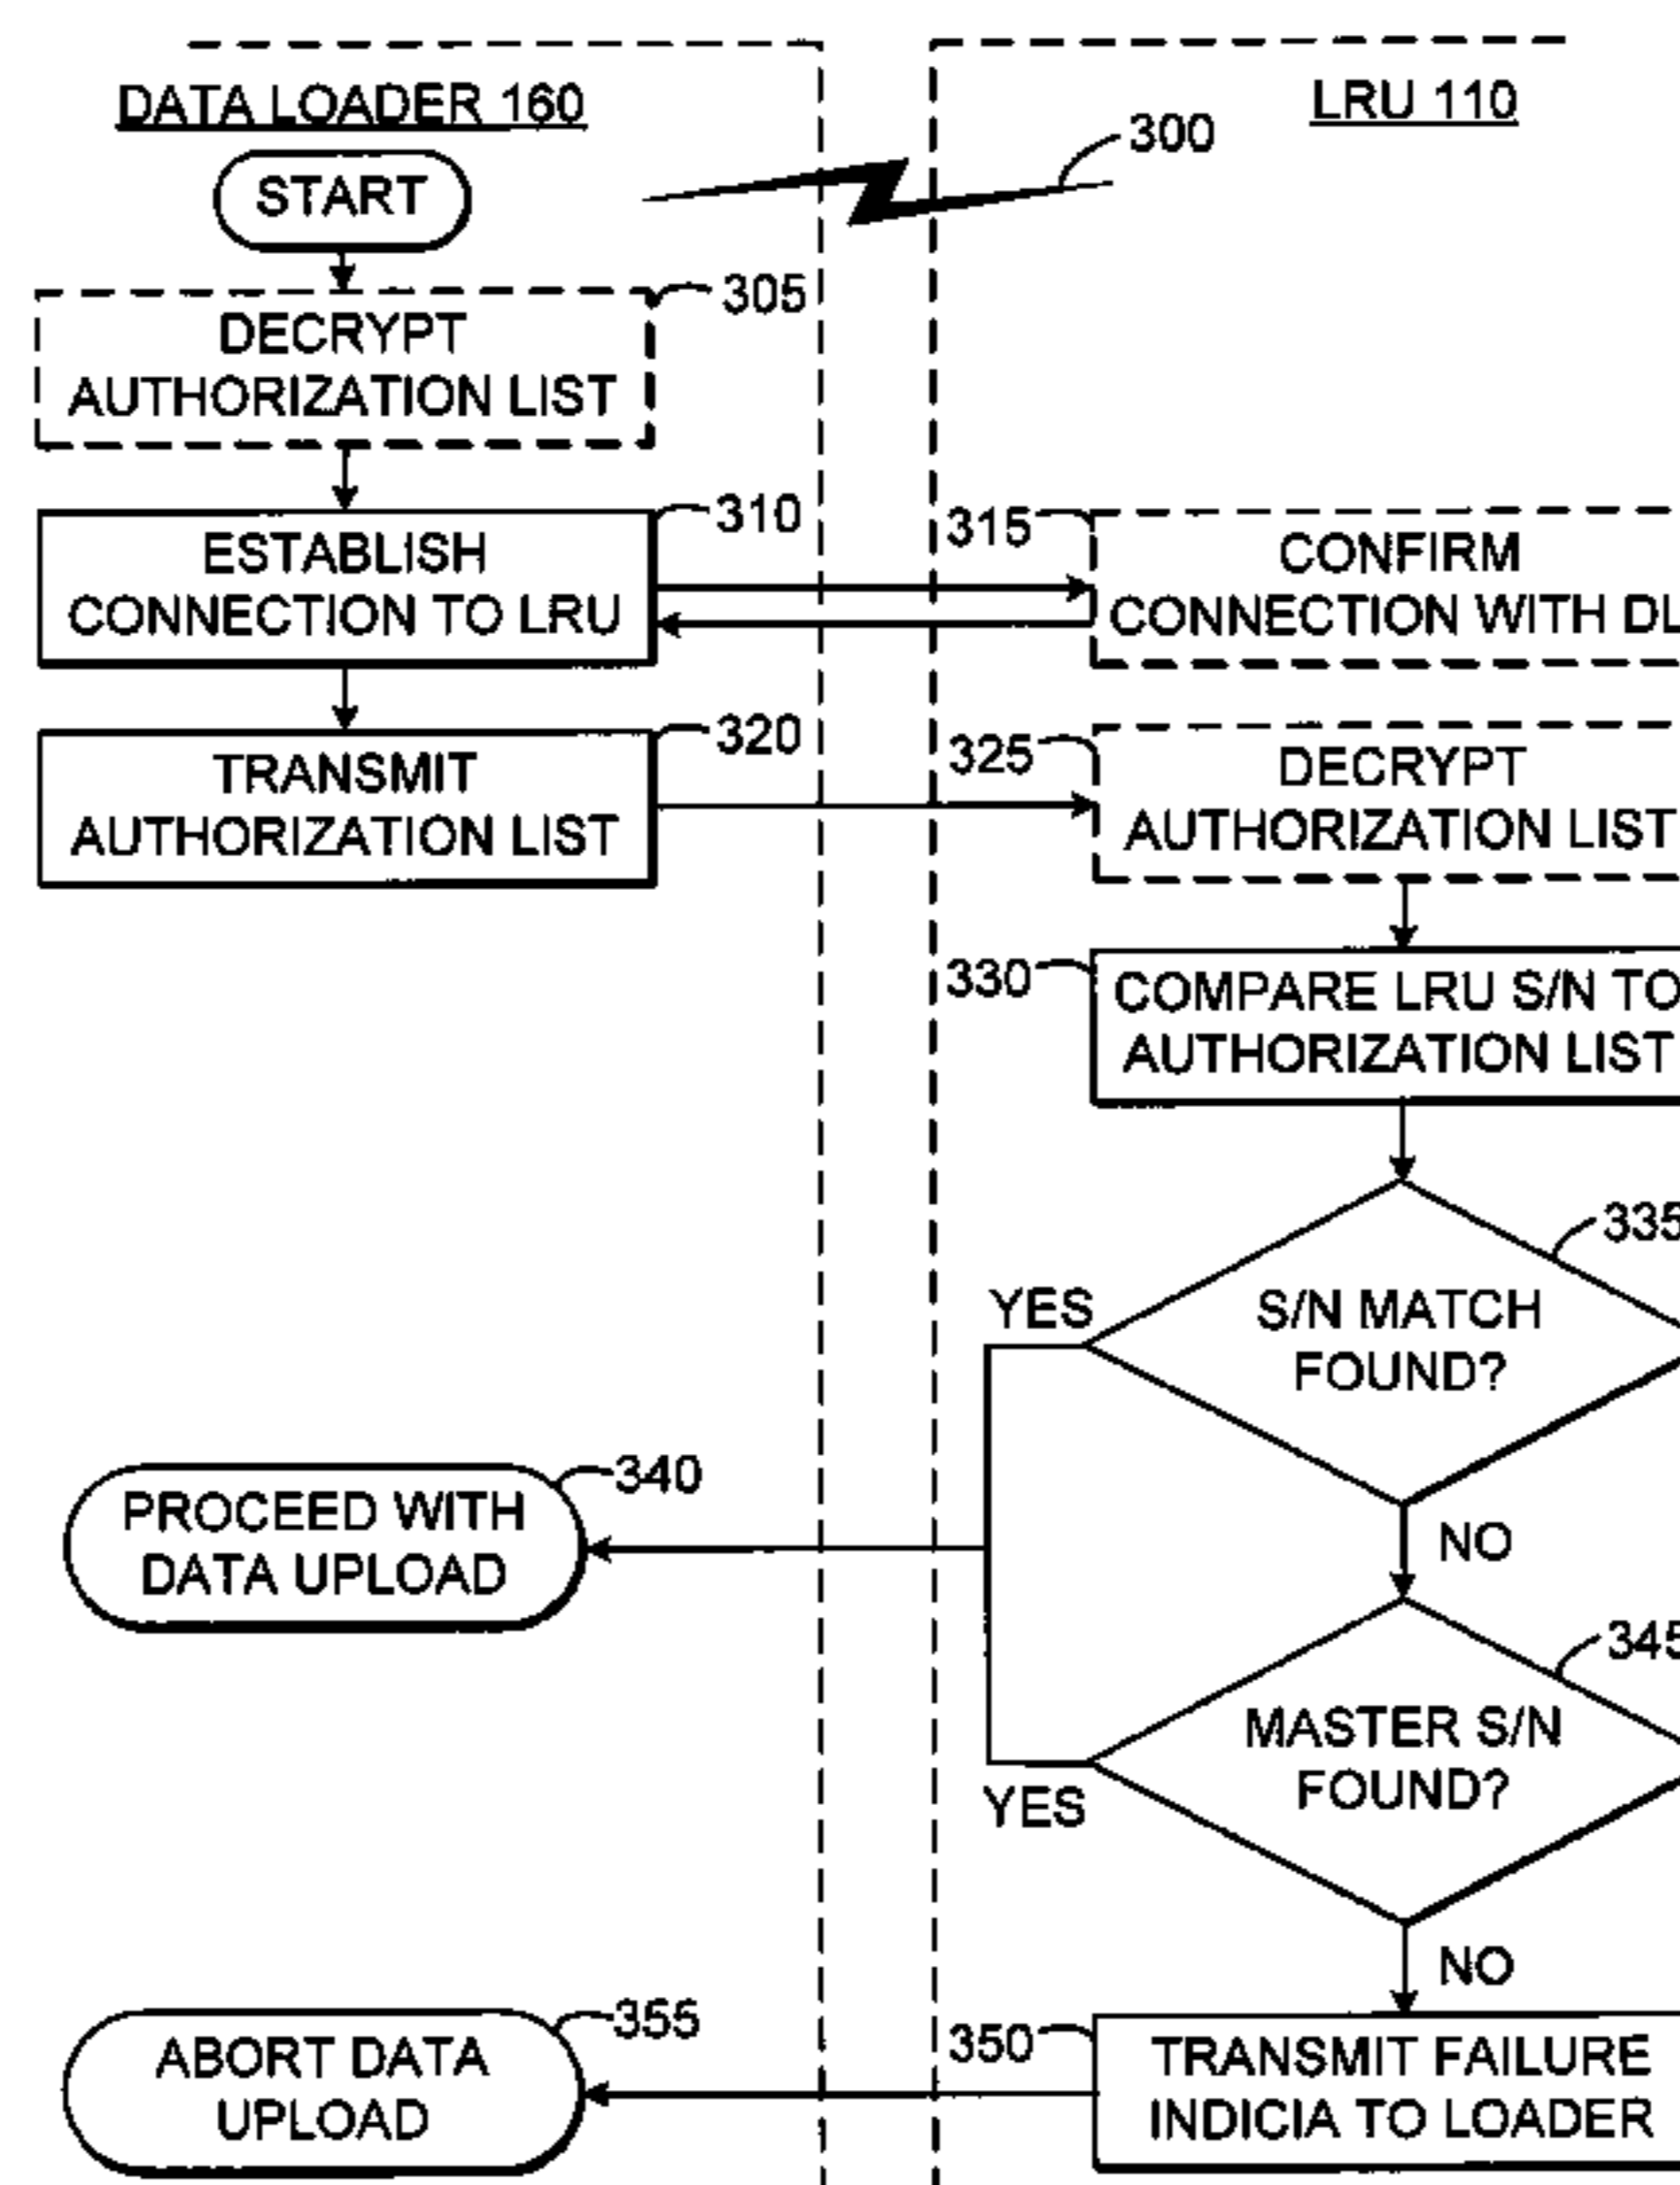 DATA LOADER 160
LRU 110
300
START
305
DECRYPT
AUTHORIZATION LIST
310
ESTABLISH
CONNECTION TO LRU
315
CONFIRM
CONNECTION WITH DL
320
TRANSMIT
AUTHORIZATION LIST
325
DECRYPT
AUTHORIZATION LIST
330
COMPARE LRU S/N TO
AUTHORIZATION LIST
335
YES
S/N MATCH
FOUND?
340
PROCEED WITH
DATA UPLOAD
NO
345
MASTER S/N
FOUND?
YES
NO
355
ABORT DATA
UPLOAD
350
TRANSMIT FAILURE
INDICIA TO LOADER